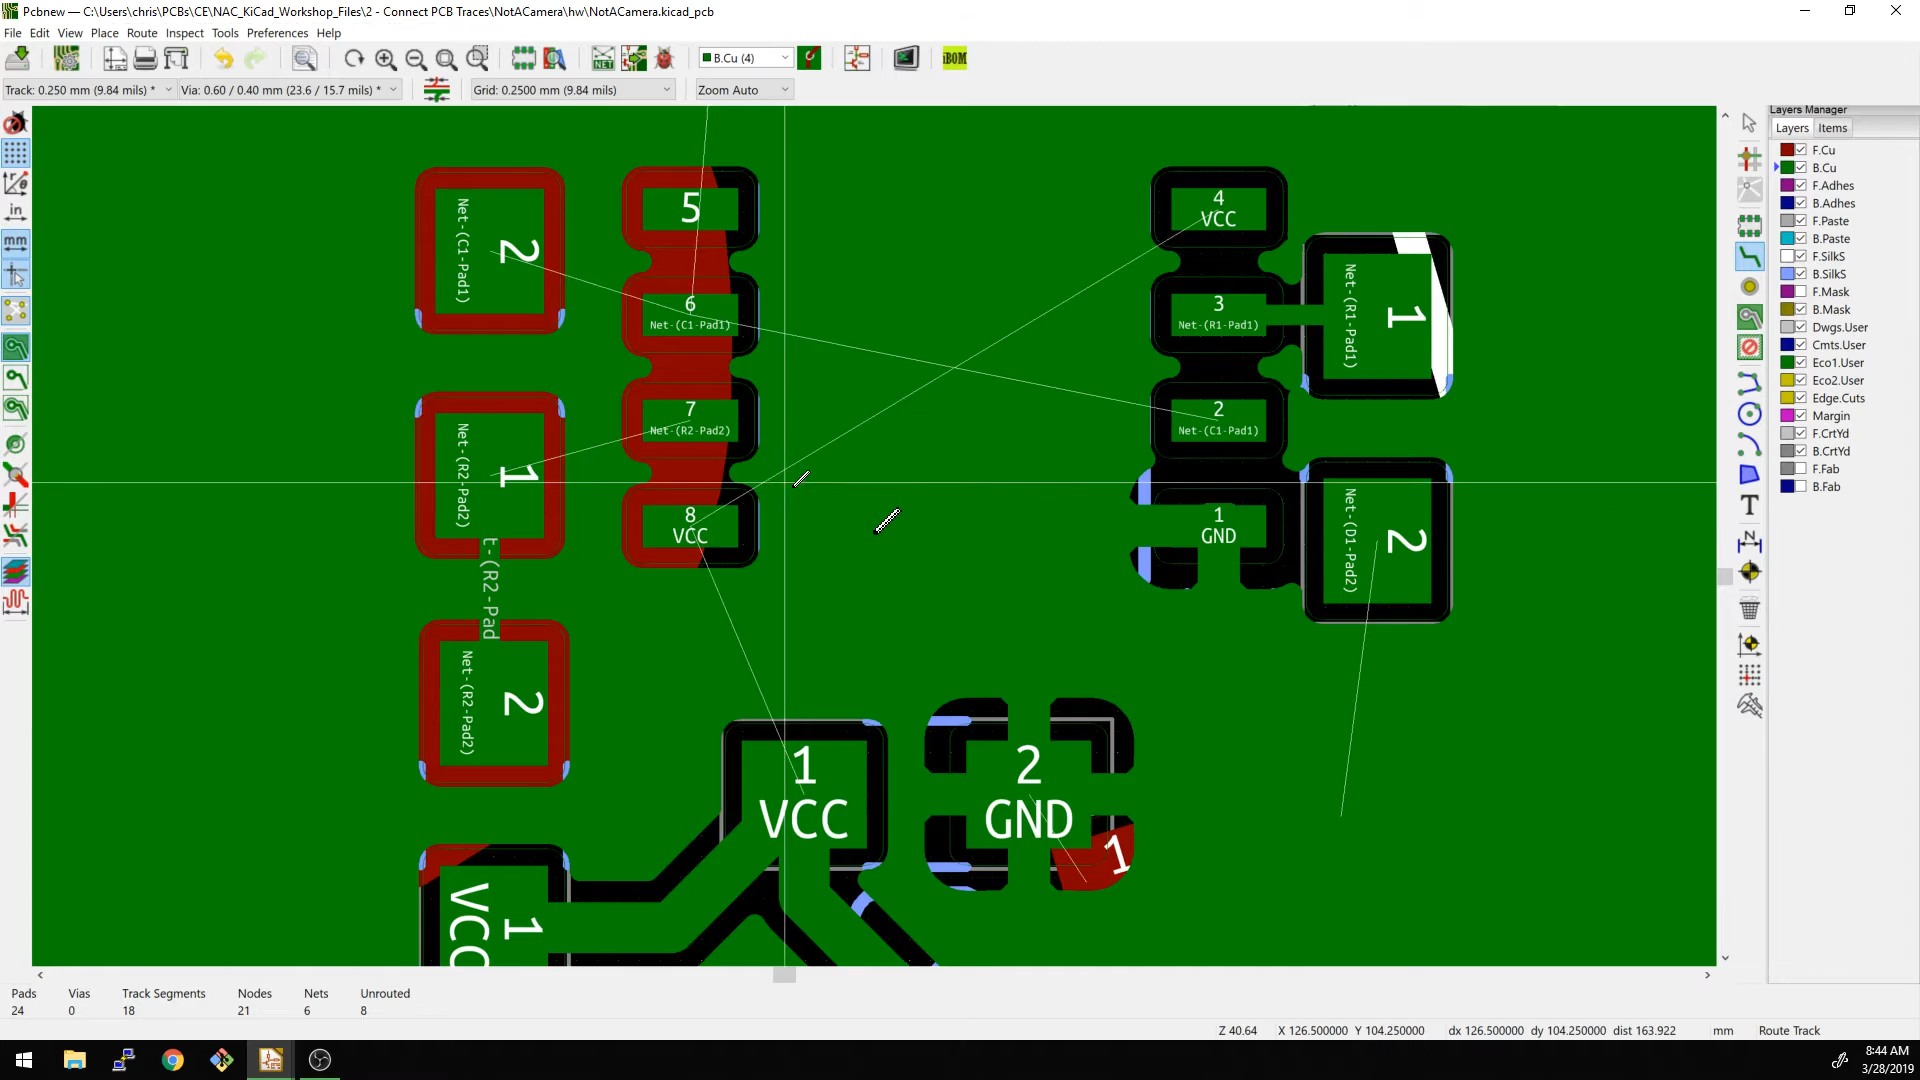 Pcbnew — C:\Users\chris\PCBs\CE\NAC_KiCad_Workshop_Files\2 - Connect PCB Traces\NotACamera\hw\NotACamera.kicad_pcb
File Edit View Place Route Inspect Tools Preferences Help
NET
B.Cu (4)
iBOM
Track: 0.250 mm (9.84 mils) *
Via: 0.60 / 0.40 mm (23.6 / 15.7 mils) *
Grid: 0.2500 mm (9.84 mils)
Zoom Auto
in
mm
Layers Manager
Layers Items
F.Cu
B.Cu
F.Adhes
B.Adhes
F.Paste
B.Paste
F.SilkS
B.SilkS
F.Mask
B.Mask
Dwgs.User
Cmts.User
Eco1.User
Eco2.User
Edge.Cuts
Margin
F.CrtYd
B.CrtYd
F.Fab
B.Fab
2
Net-(C1-Pad1)
5
6
Net-(C1-Pad1)
7
Net-(R2-Pad2)
8
VCC
1
Net-(R2-Pad2)
t-(R2-Pad
2
Net-(R2-Pad2)
4
VCC
3
Net-(R1-Pad1)
1
Net-(R1-Pad1)
2
Net-(C1-Pad1)
1
GND
2
Net-(D1-Pad2)
1
VCC
2
GND
1
1
VCC
T
N
Pads Vias Track Segments Nodes Nets Unrouted
24 0 18 21 6 8
Z 40.64 X 126.500000 Y 104.250000 dx 126.500000 dy 104.250000 dist 163.922 mm Route Track
8:44 AM
3/28/2019